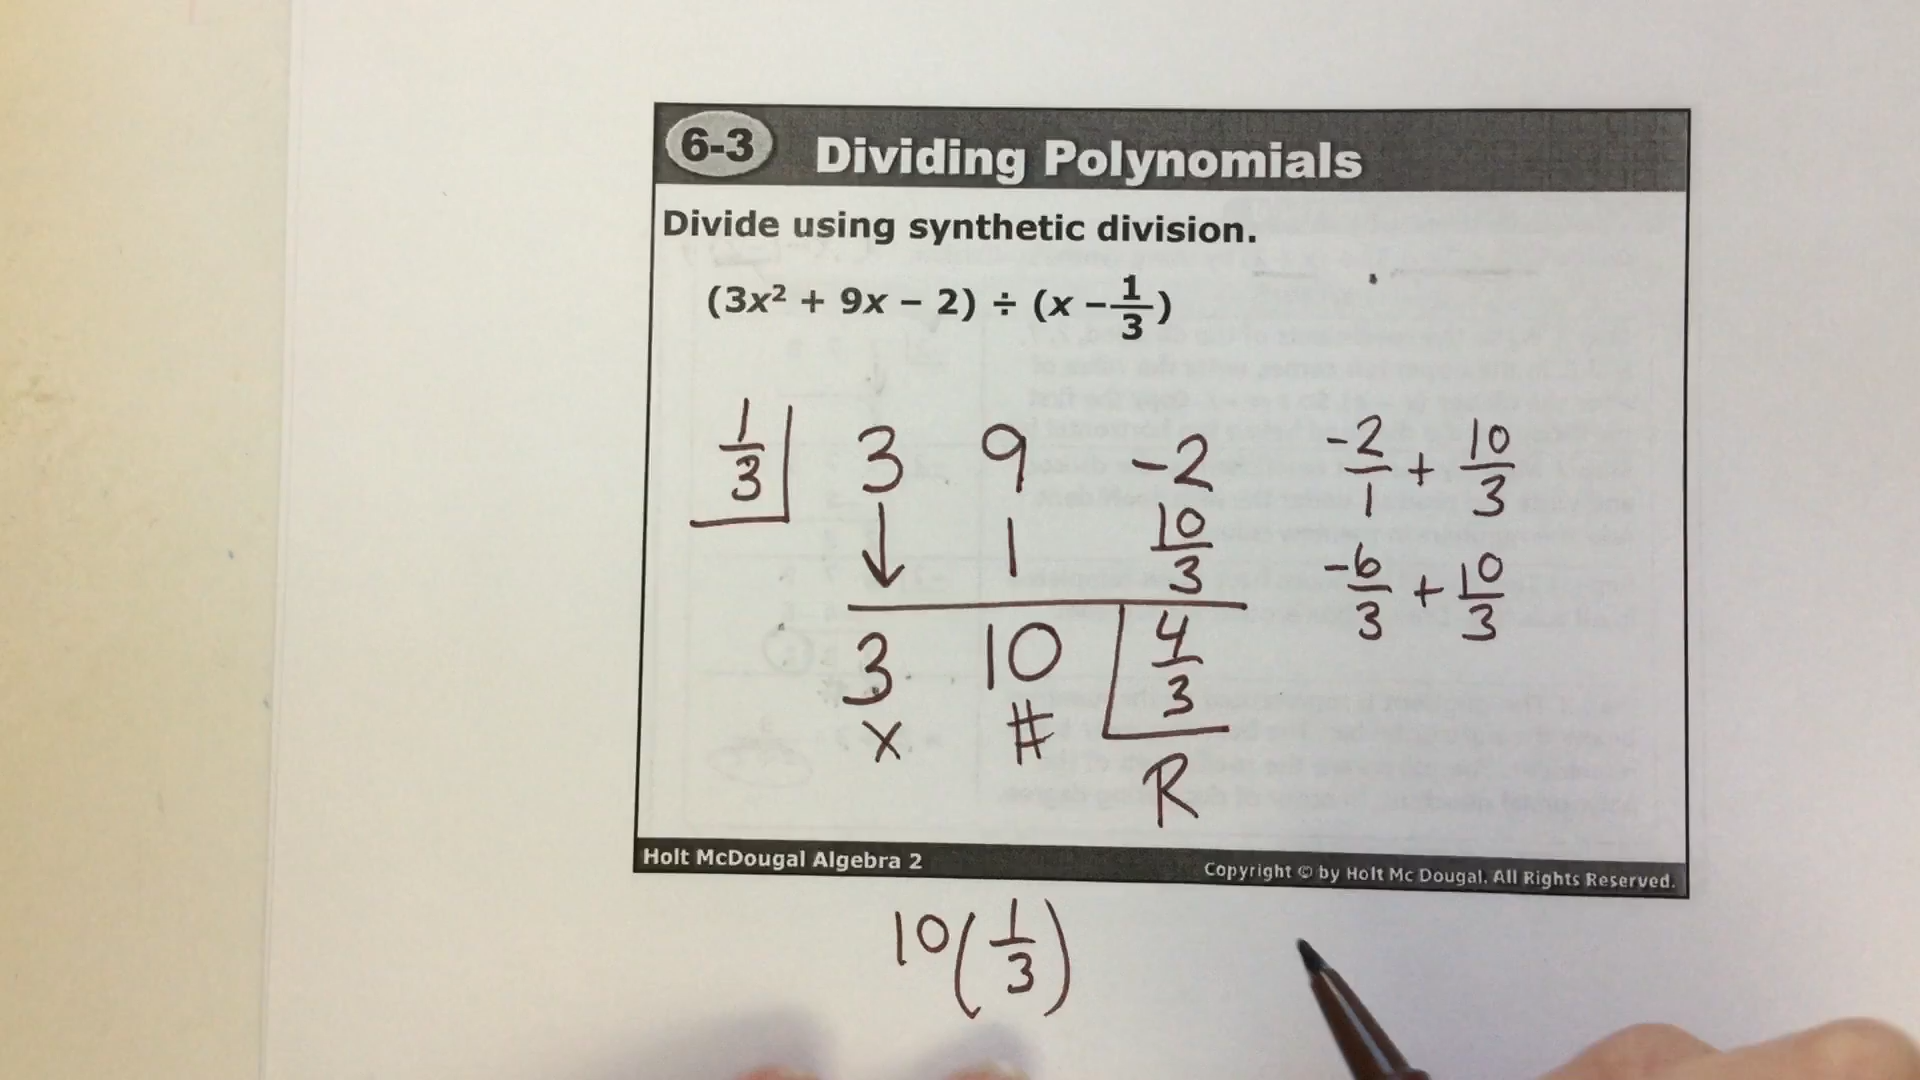 6-3 Dividing Polynomials
Divide using synthetic division.
(3x² + 9x – 2) ÷ (x – 1/3)
1/3 3 9 -2
↓ 1 10/3
3 10 4/3
x # R
-2/1 + 10/3
-6/3 + 10/3
Holt McDougal Algebra 2
Copyright © by Holt Mc Dougal. All Rights Reserved.
10(1/3)